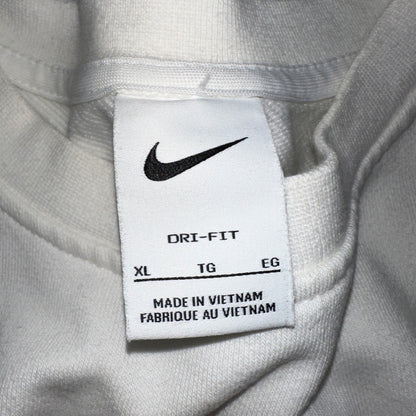 DRI-FIT
XL TG EG
MADE IN VIETNAM
FABRIQUE AU VIETNAM